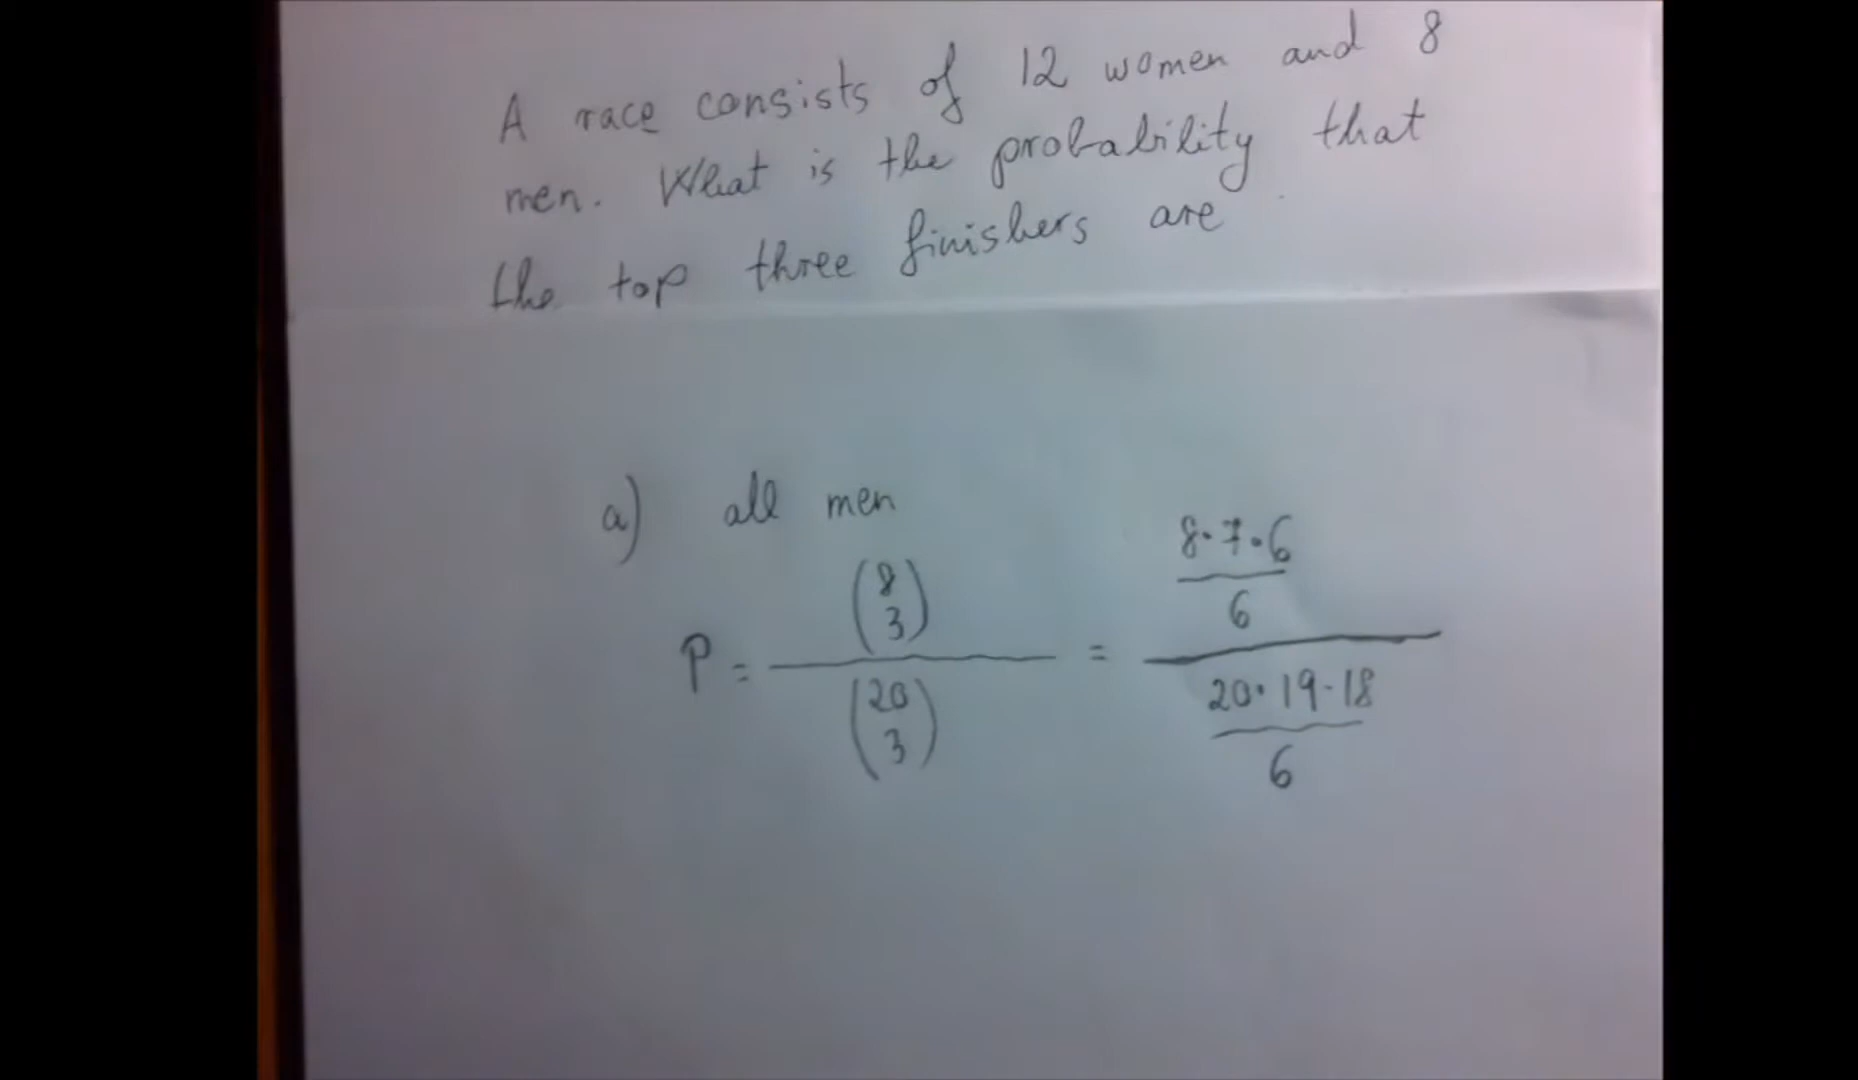 A race consists of 12 women and 8
men. What is the probability that
the top three finishers are
a) all men
P = (8 3) / (20 3) = (8·7·6 / 6) / (20·19·18 / 6)